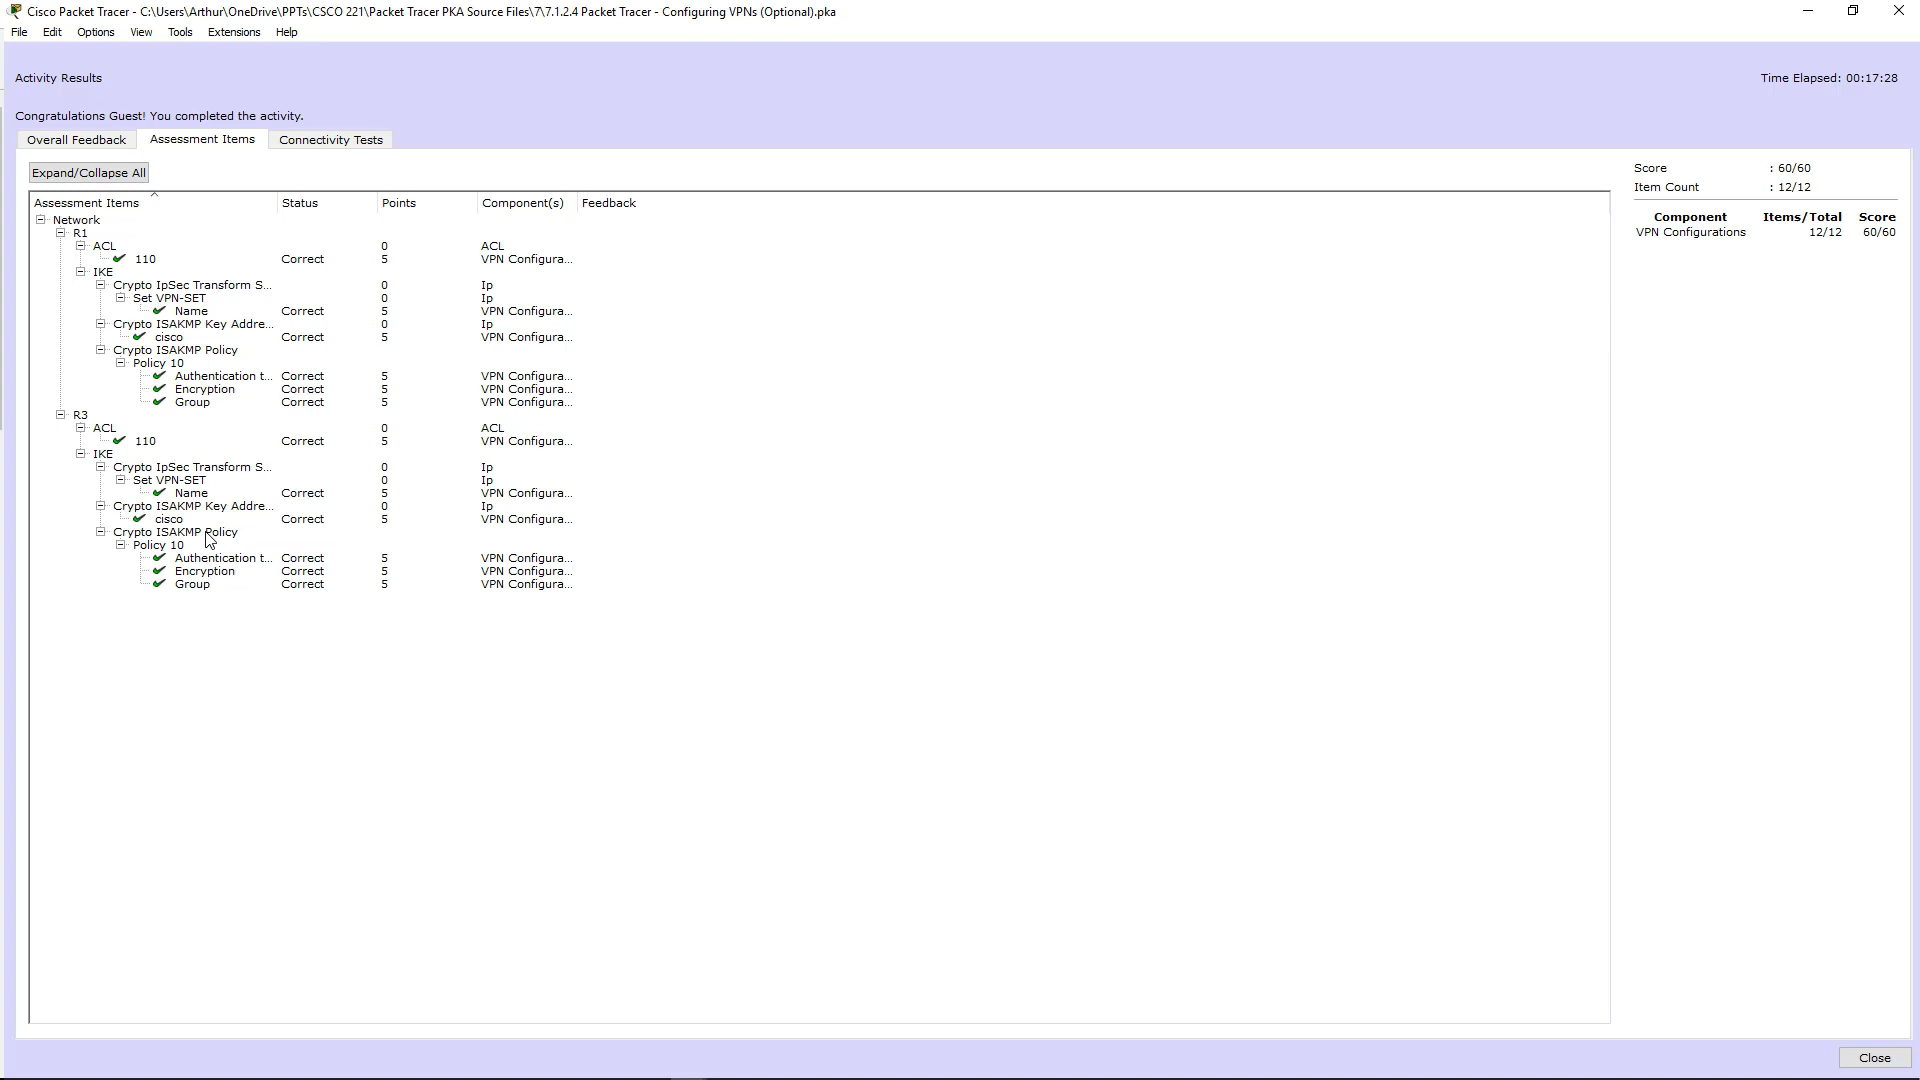 Cisco Packet Tracer - C:\Users\Arthur\OneDrive\PPTs\CSCO 221\Packet Tracer PKA Source Files\7\7.1.2.4 Packet Tracer - Configuring VPNs (Optional).pka
File Edit Options View Tools Extensions Help
Activity Results Time Elapsed: 00:17:28
Congratulations Guest! You completed the activity.
Overall Feedback Assessment Items Connectivity Tests
Expand/Collapse All
Assessment Items Status Points Component(s) Feedback
Network
R1
ACL 0 ACL
110 Correct 5 VPN Configura...
IKE
Crypto IpSec Transform S... 0 Ip
Set VPN-SET 0 Ip
Name Correct 5 VPN Configura...
Crypto ISAKMP Key Addre... 0 Ip
cisco Correct 5 VPN Configura...
Crypto ISAKMP Policy
Policy 10
Authentication t... Correct 5 VPN Configura...
Encryption Correct 5 VPN Configura...
Group Correct 5 VPN Configura...
R3
ACL 0 ACL
110 Correct 5 VPN Configura...
IKE
Crypto IpSec Transform S... 0 Ip
Set VPN-SET 0 Ip
Name Correct 5 VPN Configura...
Crypto ISAKMP Key Addre... 0 Ip
cisco Correct 5 VPN Configura...
Crypto ISAKMP Policy
Policy 10
Authentication t... Correct 5 VPN Configura...
Encryption Correct 5 VPN Configura...
Group Correct 5 VPN Configura...
Score : 60/60
Item Count : 12/12
Component Items/Total Score
VPN Configurations 12/12 60/60
Close